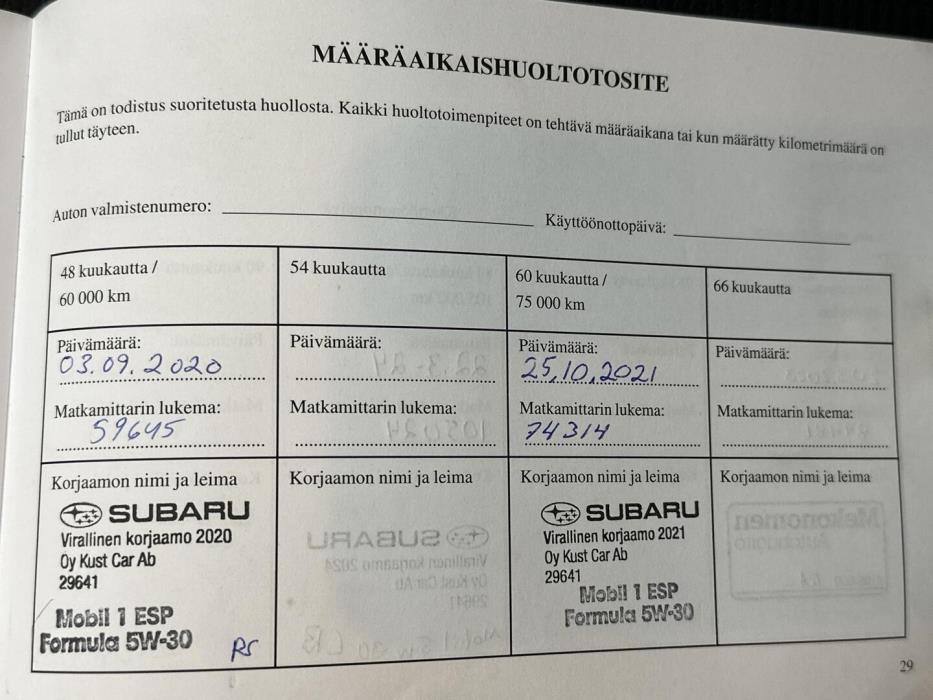 MÄÄRÄAIKAISHUOLTOTOSITE
Tämä on todistus suoritetusta huollosta. Kaikki huoltotoimenpiteet on tehtävä määräaikana tai kun määrätty kilometrimäärä on
tullut täyteen.
Auton valmistenumero:
Käyttöönottopäivä:
48 kuukautta /
60 000 km
54 kuukautta
60 kuukautta /
75 000 km
66 kuukautta
Päivämäärä:
03.09.2020
Päivämäärä:
Päivämäärä:
25.10.2021
Päivämäärä:
Matkamittarin lukema:
59645
Matkamittarin lukema:
Matkamittarin lukema:
74314
Matkamittarin lukema:
Korjaamon nimi ja leima
SUBARU
Virallinen korjaamo 2020
Oy Kust Car Ab
29641
Mobil 1 ESP
Formula 5W-30
RS
Korjaamon nimi ja leima
Korjaamon nimi ja leima
SUBARU
Virallinen korjaamo 2021
Oy Kust Car Ab
29641
Mobil 1 ESP
Formula 5W-30
Korjaamon nimi ja leima
29